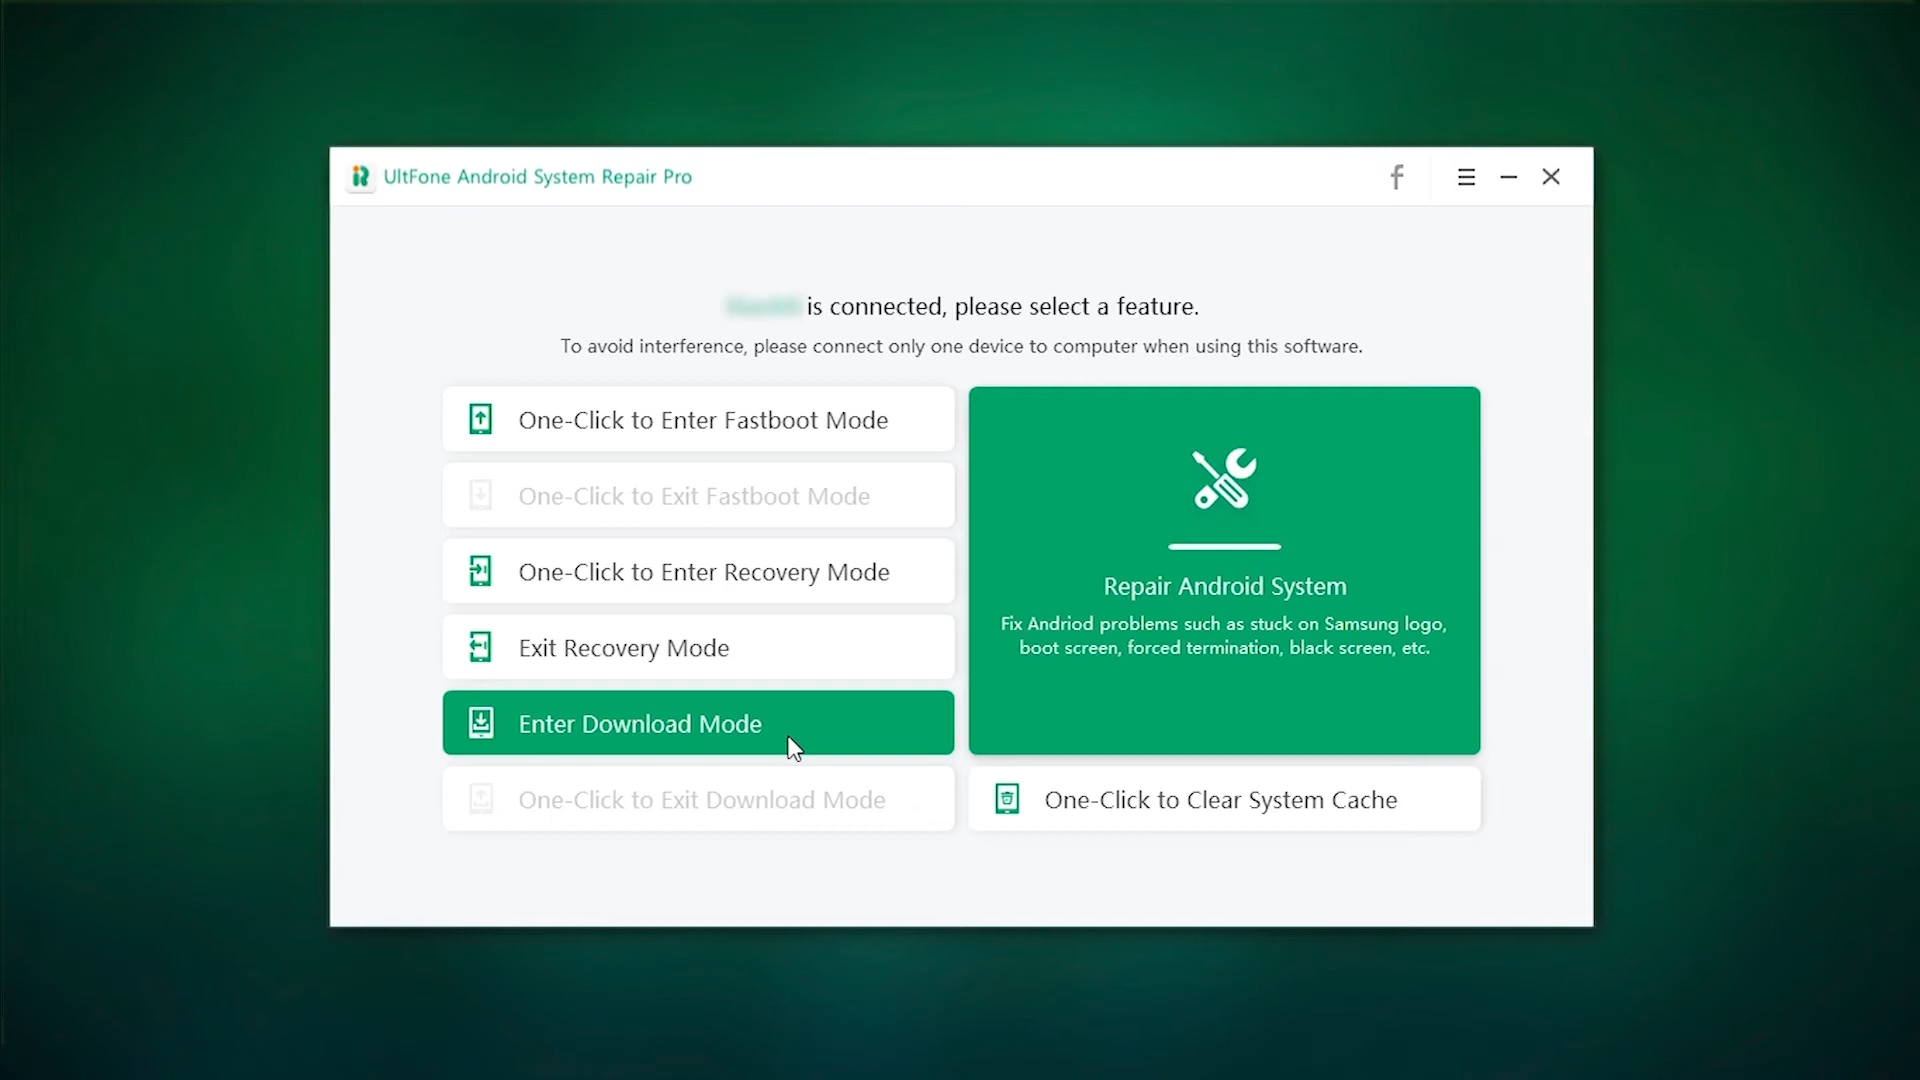 UltFone Android System Repair Pro
is connected, please select a feature.
To avoid interference, please connect only one device to computer when using this software.
One-Click to Enter Fastboot Mode
One-Click to Exit Fastboot Mode
One-Click to Enter Recovery Mode
Exit Recovery Mode
Enter Download Mode
One-Click to Exit Download Mode
Repair Android System
Fix Andriod problems such as stuck on Samsung logo,
boot screen, forced termination, black screen, etc.
One-Click to Clear System Cache